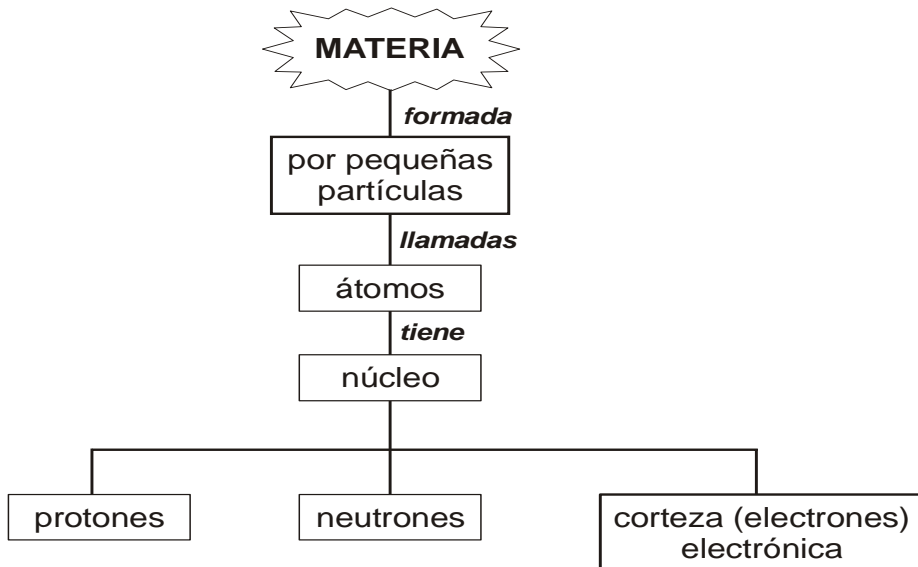 MATERIA
formada
por pequeñas
partículas
llamadas
átomos
tiene
núcleo
protones
neutrones
corteza (electrones)
electrónica